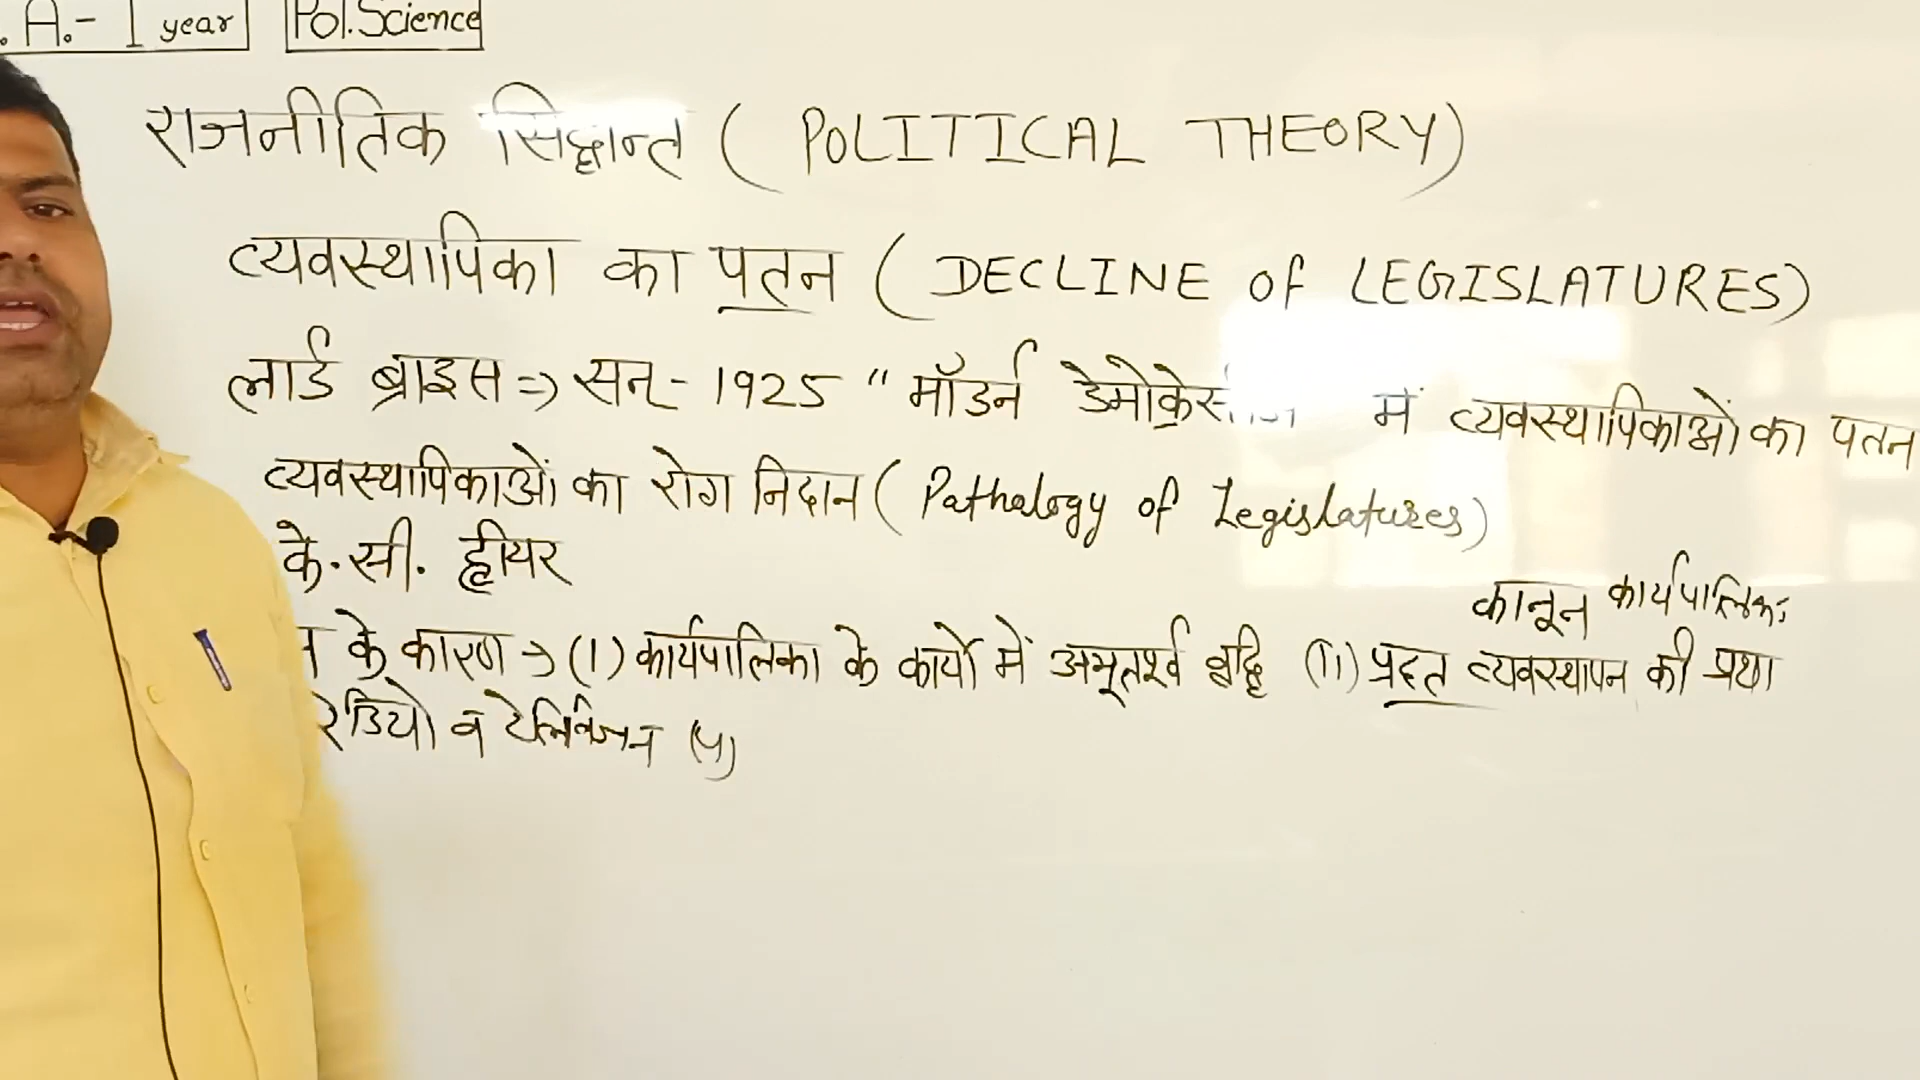 . A.- I year Pol. Science
राजनीतिक सिद्धान्त ( POLITICAL THEORY)
व्यवस्थापिका का पतन ( DECLINE of LEGISLATURES)
लार्ड ब्राइस => सन् - 1925 " मॉडर्न में व्यवस्थापिकाओं का पतन
व्यवस्थापिकाओं का रोग निदान ( Pathology of Legislatures)
के. सी. ह्वीयर
कानून कार्यपालिका
के कारण -> (1) कार्यपालिका के कार्यो में अभूतपूर्व वृद्धि (11) प्रदत्त व्यवस्थापन की प्रथा
रेडियो व टेलिविजन (4)